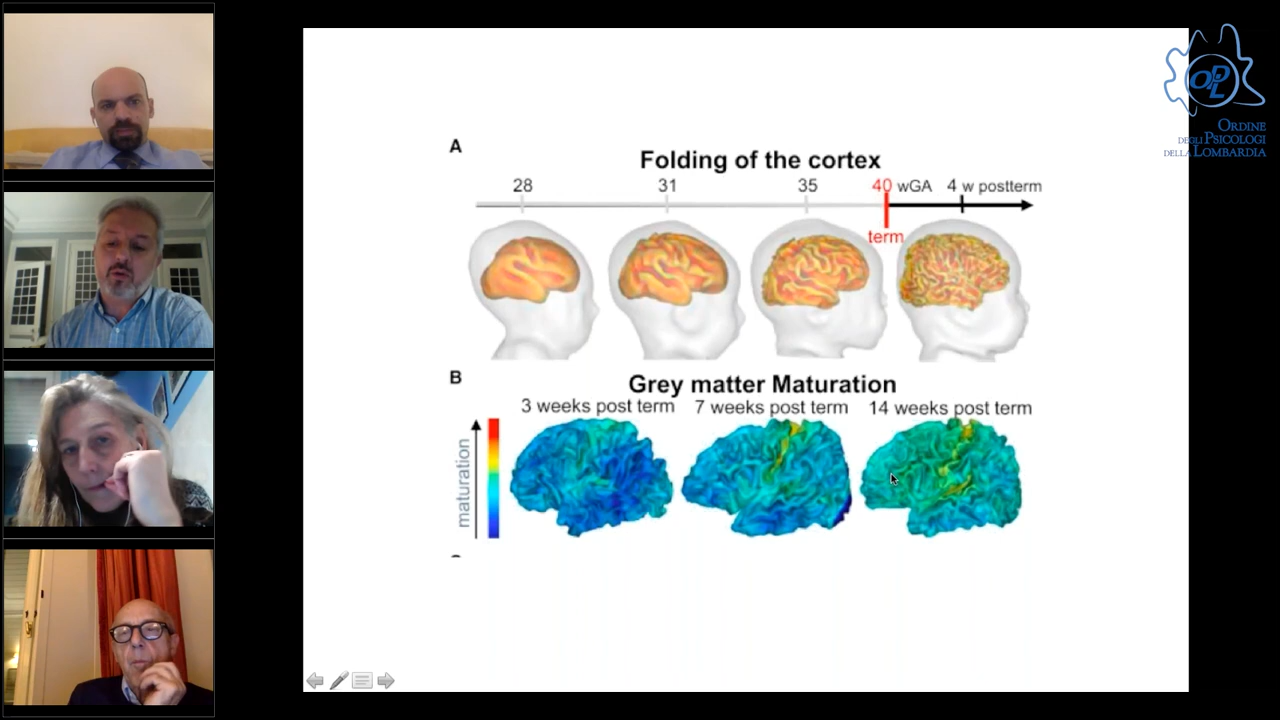 ORDINE
DEGLI PSICOLOGI
DELLA LOMBARDIA
OPL
A
Folding of the cortex
28 31 35 40 wGA 4 w postterm
term
B
Grey matter Maturation
3 weeks post term 7 weeks post term 14 weeks post term
maturation